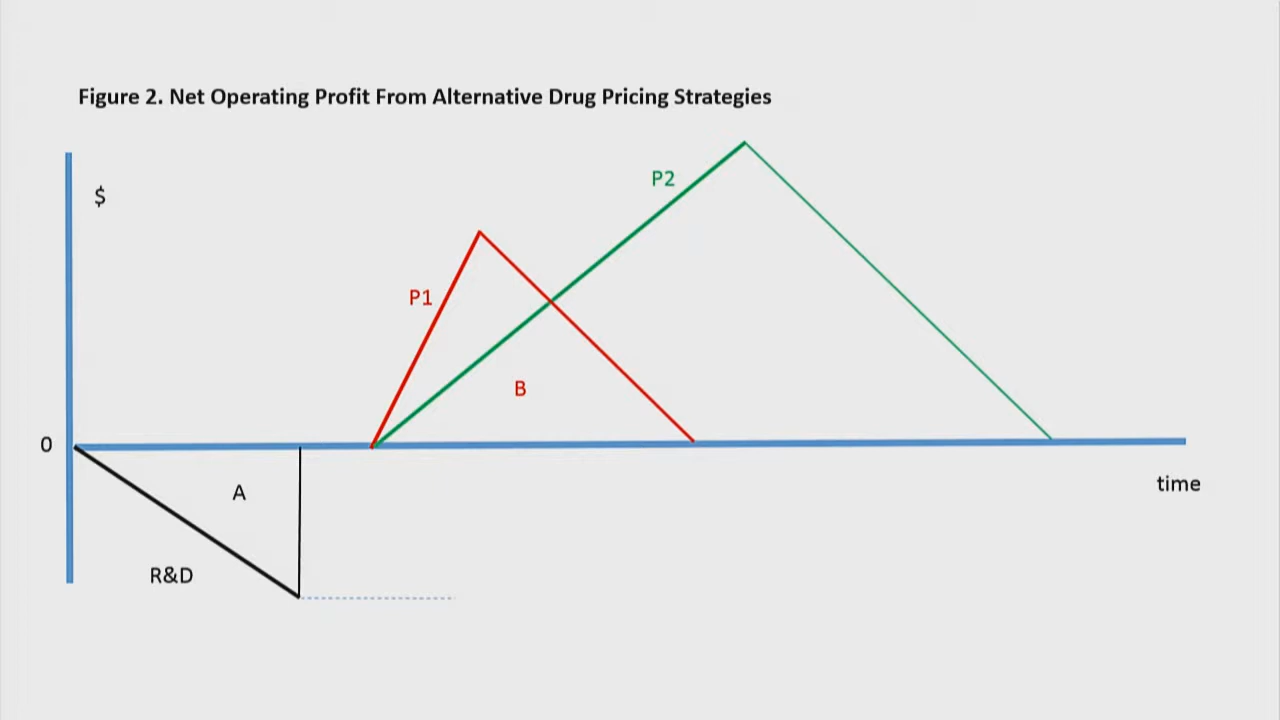 Figure 2. Net Operating Profit From Alternative Drug Pricing Strategies
$
P2
P1
B
0
A
time
R&D